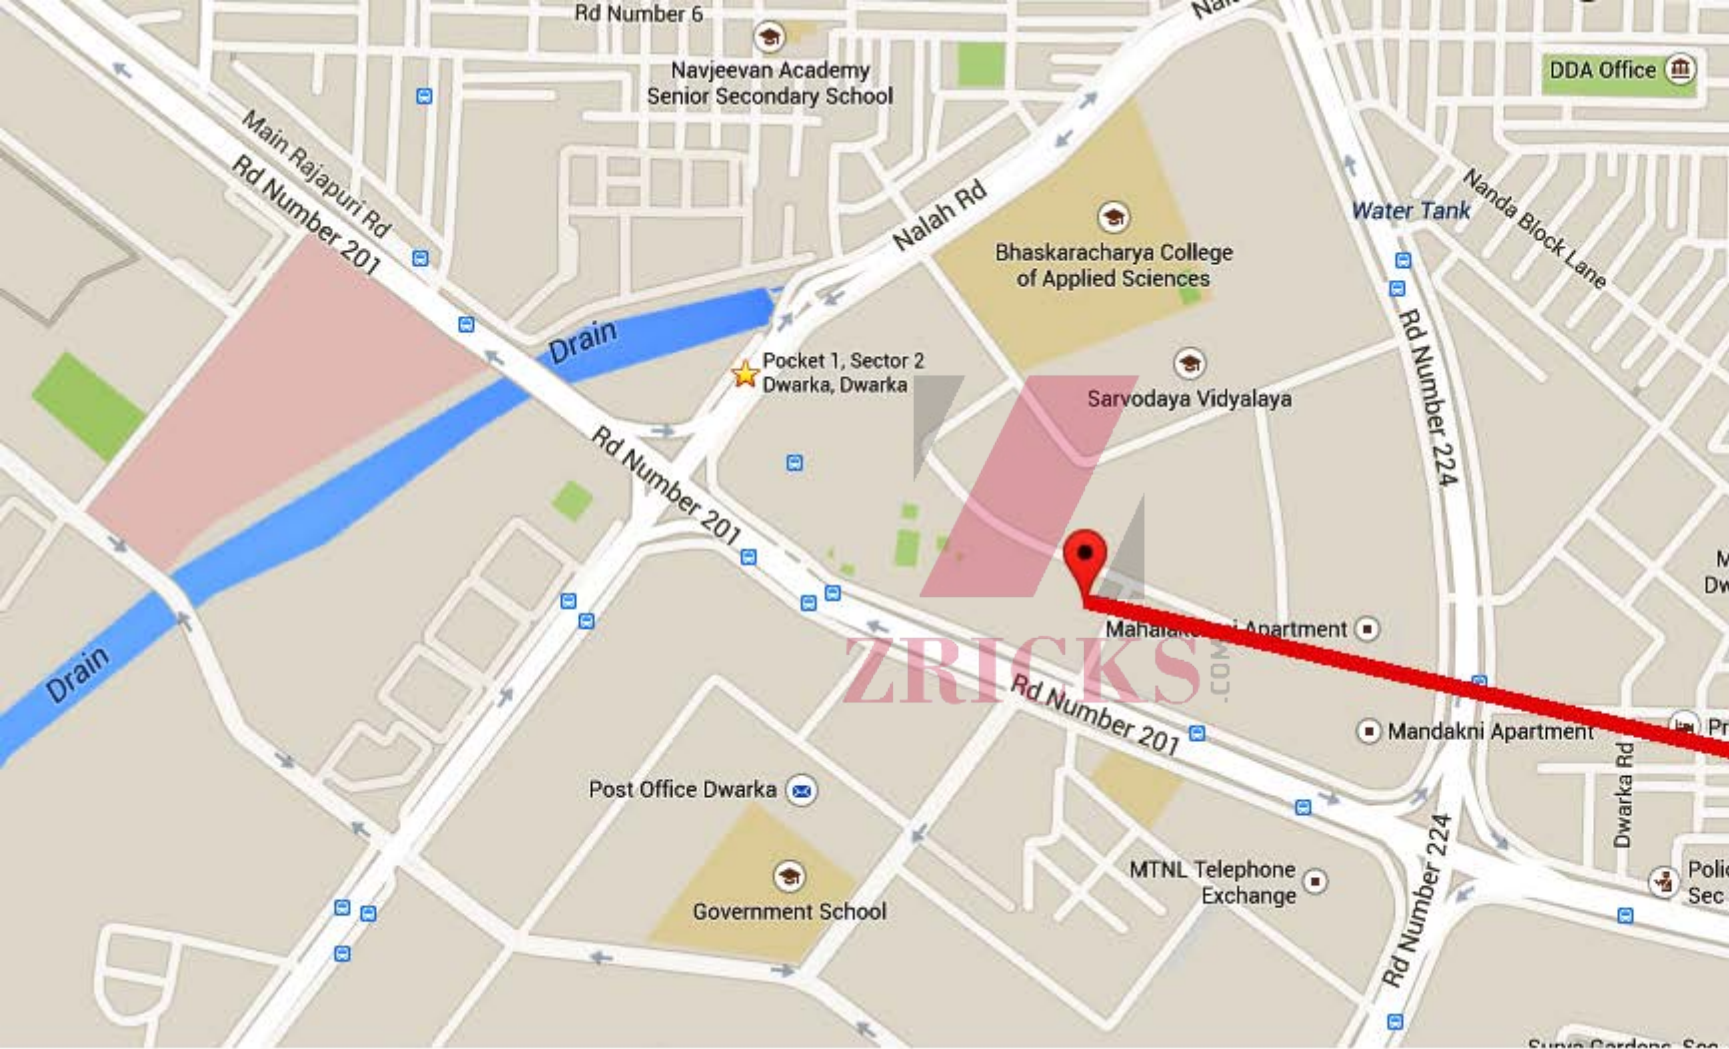 Rd Number 6
Navjeevan Academy
Senior Secondary School
DDA Office
Main Rajapuri Rd
Rd Number 201
Nalah Rd
Water Tank
Nanda Block Lane
Bhaskaracharya College
of Applied Sciences
Drain
Pocket 1, Sector 2
Dwarka, Dwarka
Sarvodaya Vidyalaya
Rd Number 224
Rd Number 201
Apartment
ZRICKS
.COM
Drain
Rd Number 201
Mandakni Apartment
Dwarka Rd
Post Office Dwarka
MTNL Telephone
Exchange
Rd Number 224
Government School
Sec